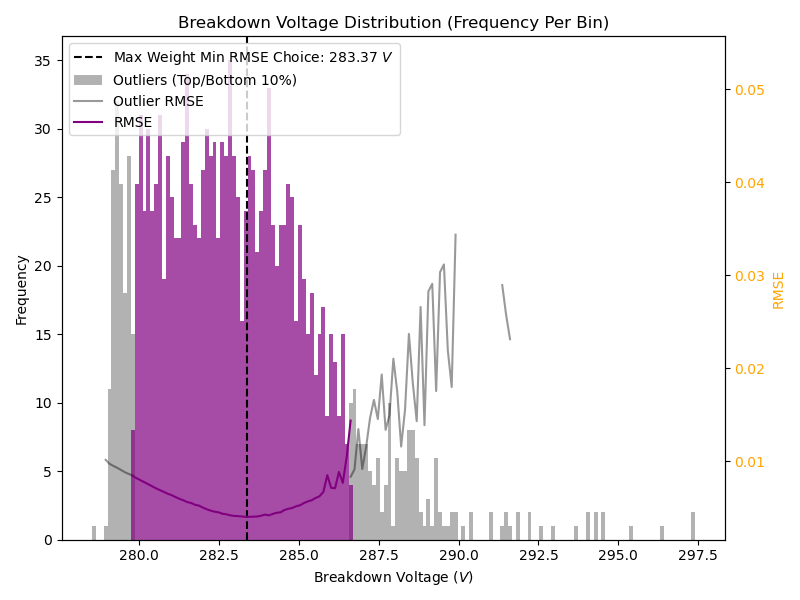 Breakdown Voltage Distribution (Frequency Per Bin)
Max Weight Min RMSE Choice: 283.37 V
Outliers (Top/Bottom 10%)
Outlier RMSE
RMSE
Frequency
35
30
25
20
15
10
5
0
0.05
0.04
0.03
0.02
0.01
RMSE
280.0 282.5 285.0 287.5 290.0 292.5 295.0 297.5
Breakdown Voltage (V)